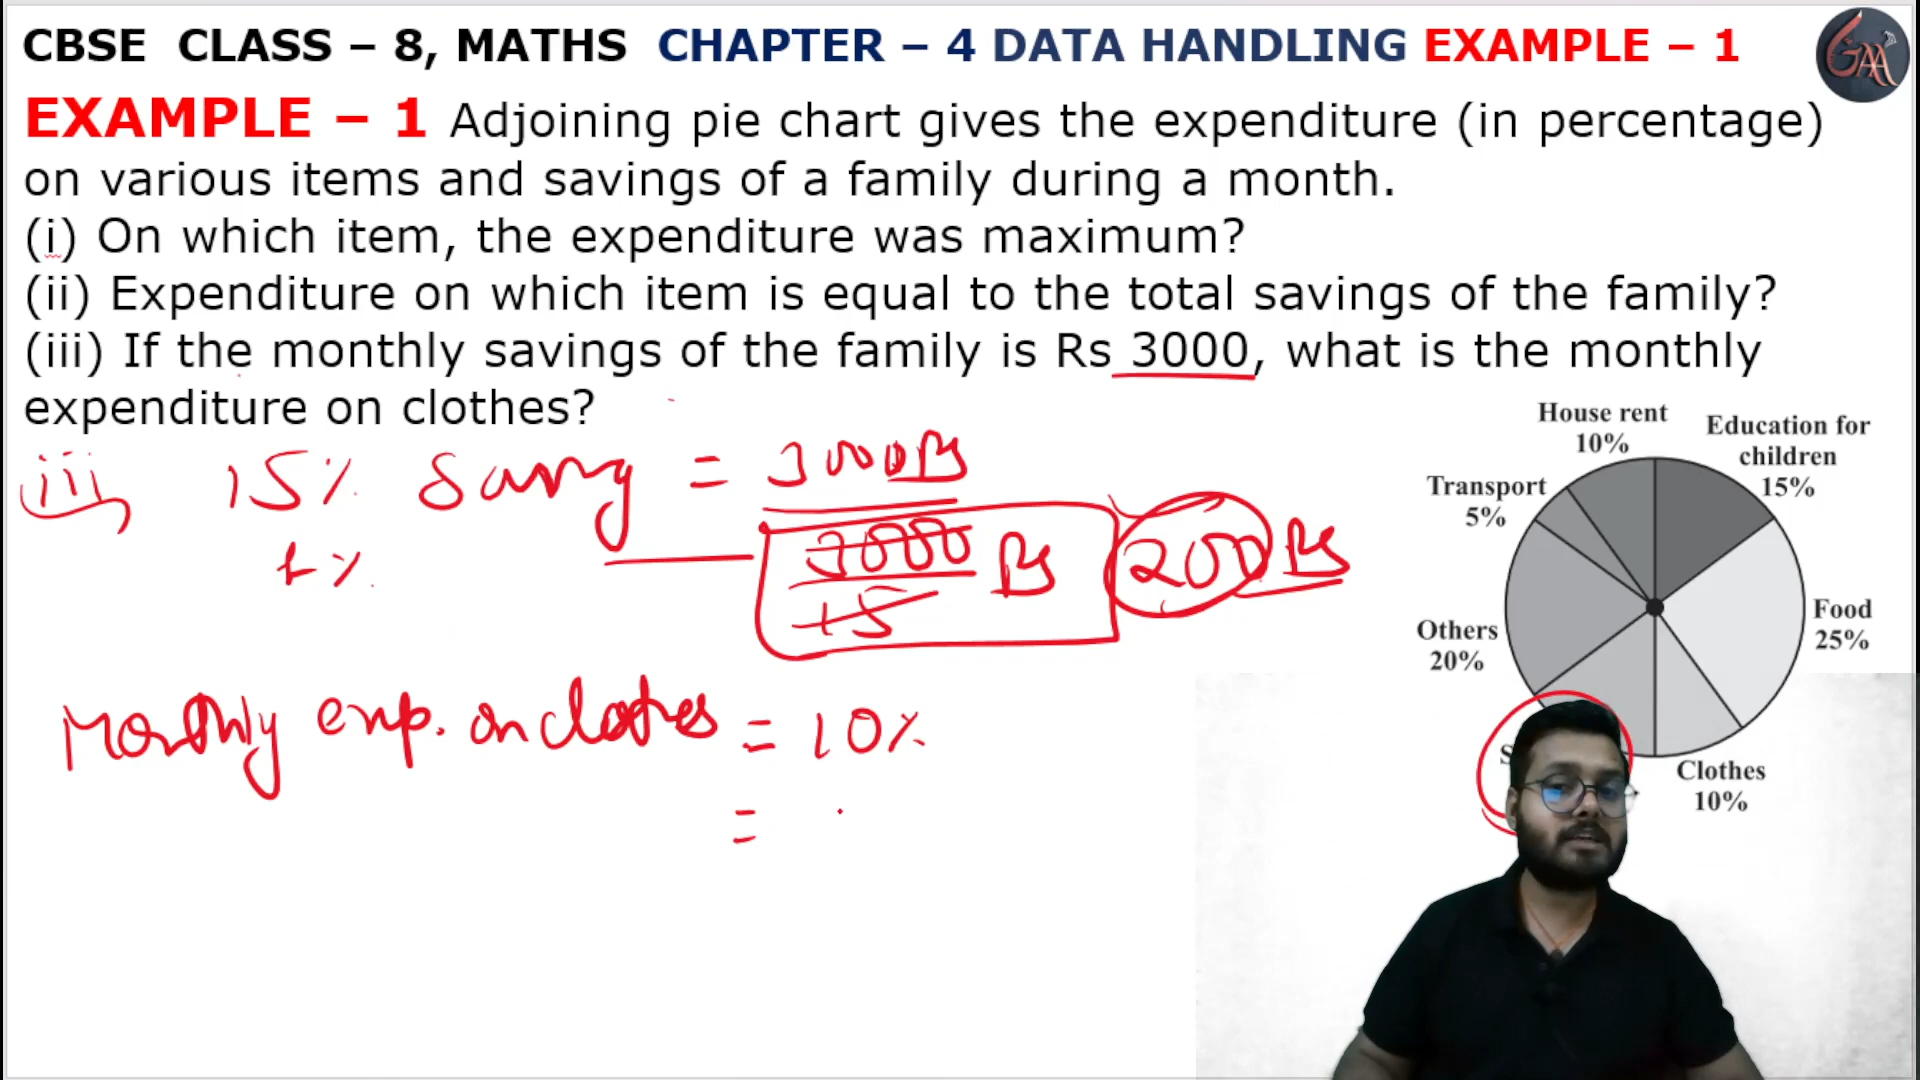 CBSE CLASS – 8, MATHS CHAPTER – 4 DATA HANDLING EXAMPLE – 1
EXAMPLE – 1 Adjoining pie chart gives the expenditure (in percentage)
on various items and savings of a family during a month.
(i) On which item, the expenditure was maximum?
(ii) Expenditure on which item is equal to the total savings of the family?
(iii) If the monthly savings of the family is Rs 3000, what is the monthly
expenditure on clothes?
House rent
10%
Education for
children
15%
Transport
5%
Food
25%
Others
20%
Clothes
10%
S
iii 15% = 3000 Rs
1% 3000 Rs 200 Rs
15
Monthly exp. on clothes = 10%
=
GAA